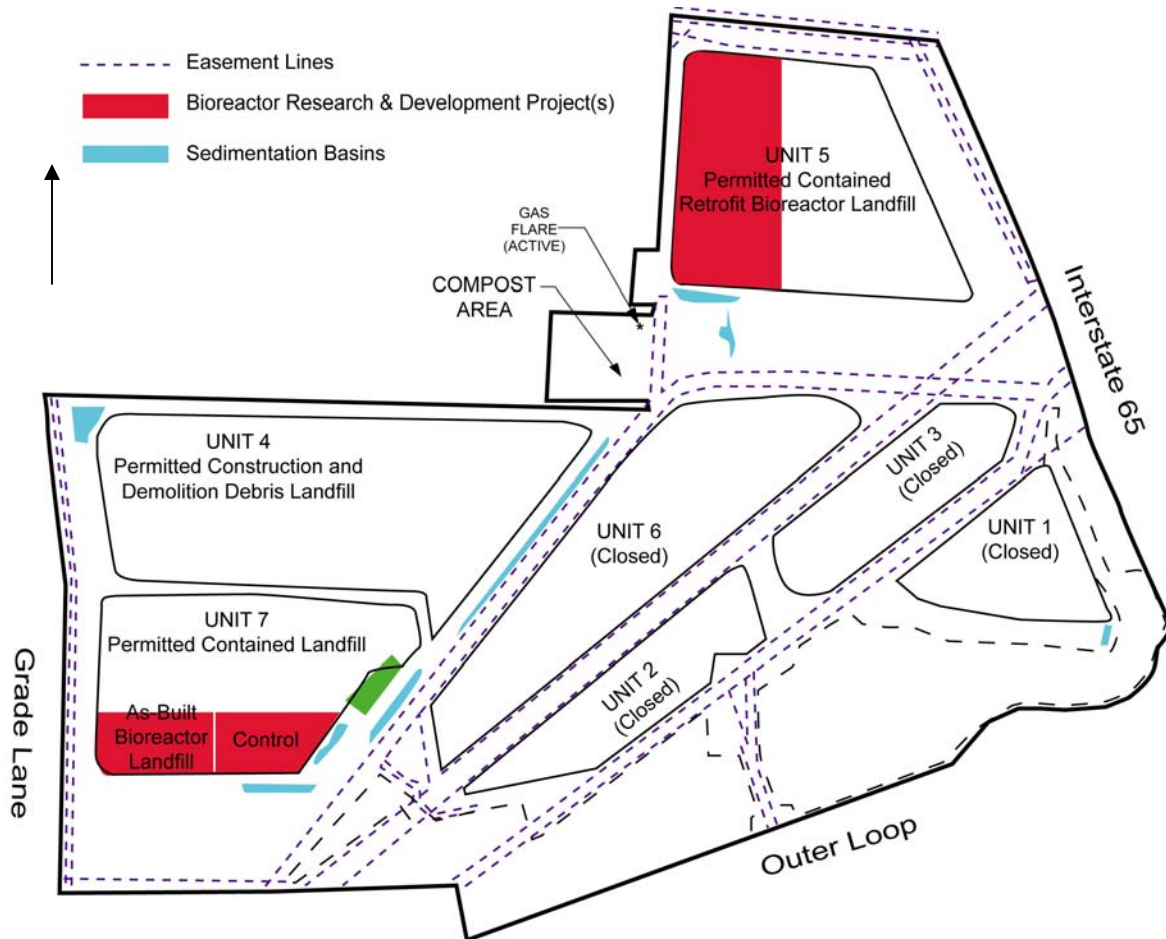 Easement Lines
Bioreactor Research & Development Project(s)
Sedimentation Basins
UNIT 5
Permitted Contained
Retrofit Bioreactor Landfill
GAS
FLARE
(ACTIVE)
COMPOST
AREA
*
Interstate 65
UNIT 4
Permitted Construction and
Demolition Debris Landfill
UNIT 6
(Closed)
UNIT 3
(Closed)
UNIT 1
(Closed)
UNIT 7
Permitted Contained Landfill
UNIT 2
(Closed)
As-Built
Bioreactor
Landfill
Control
Grade Lane
Outer Loop